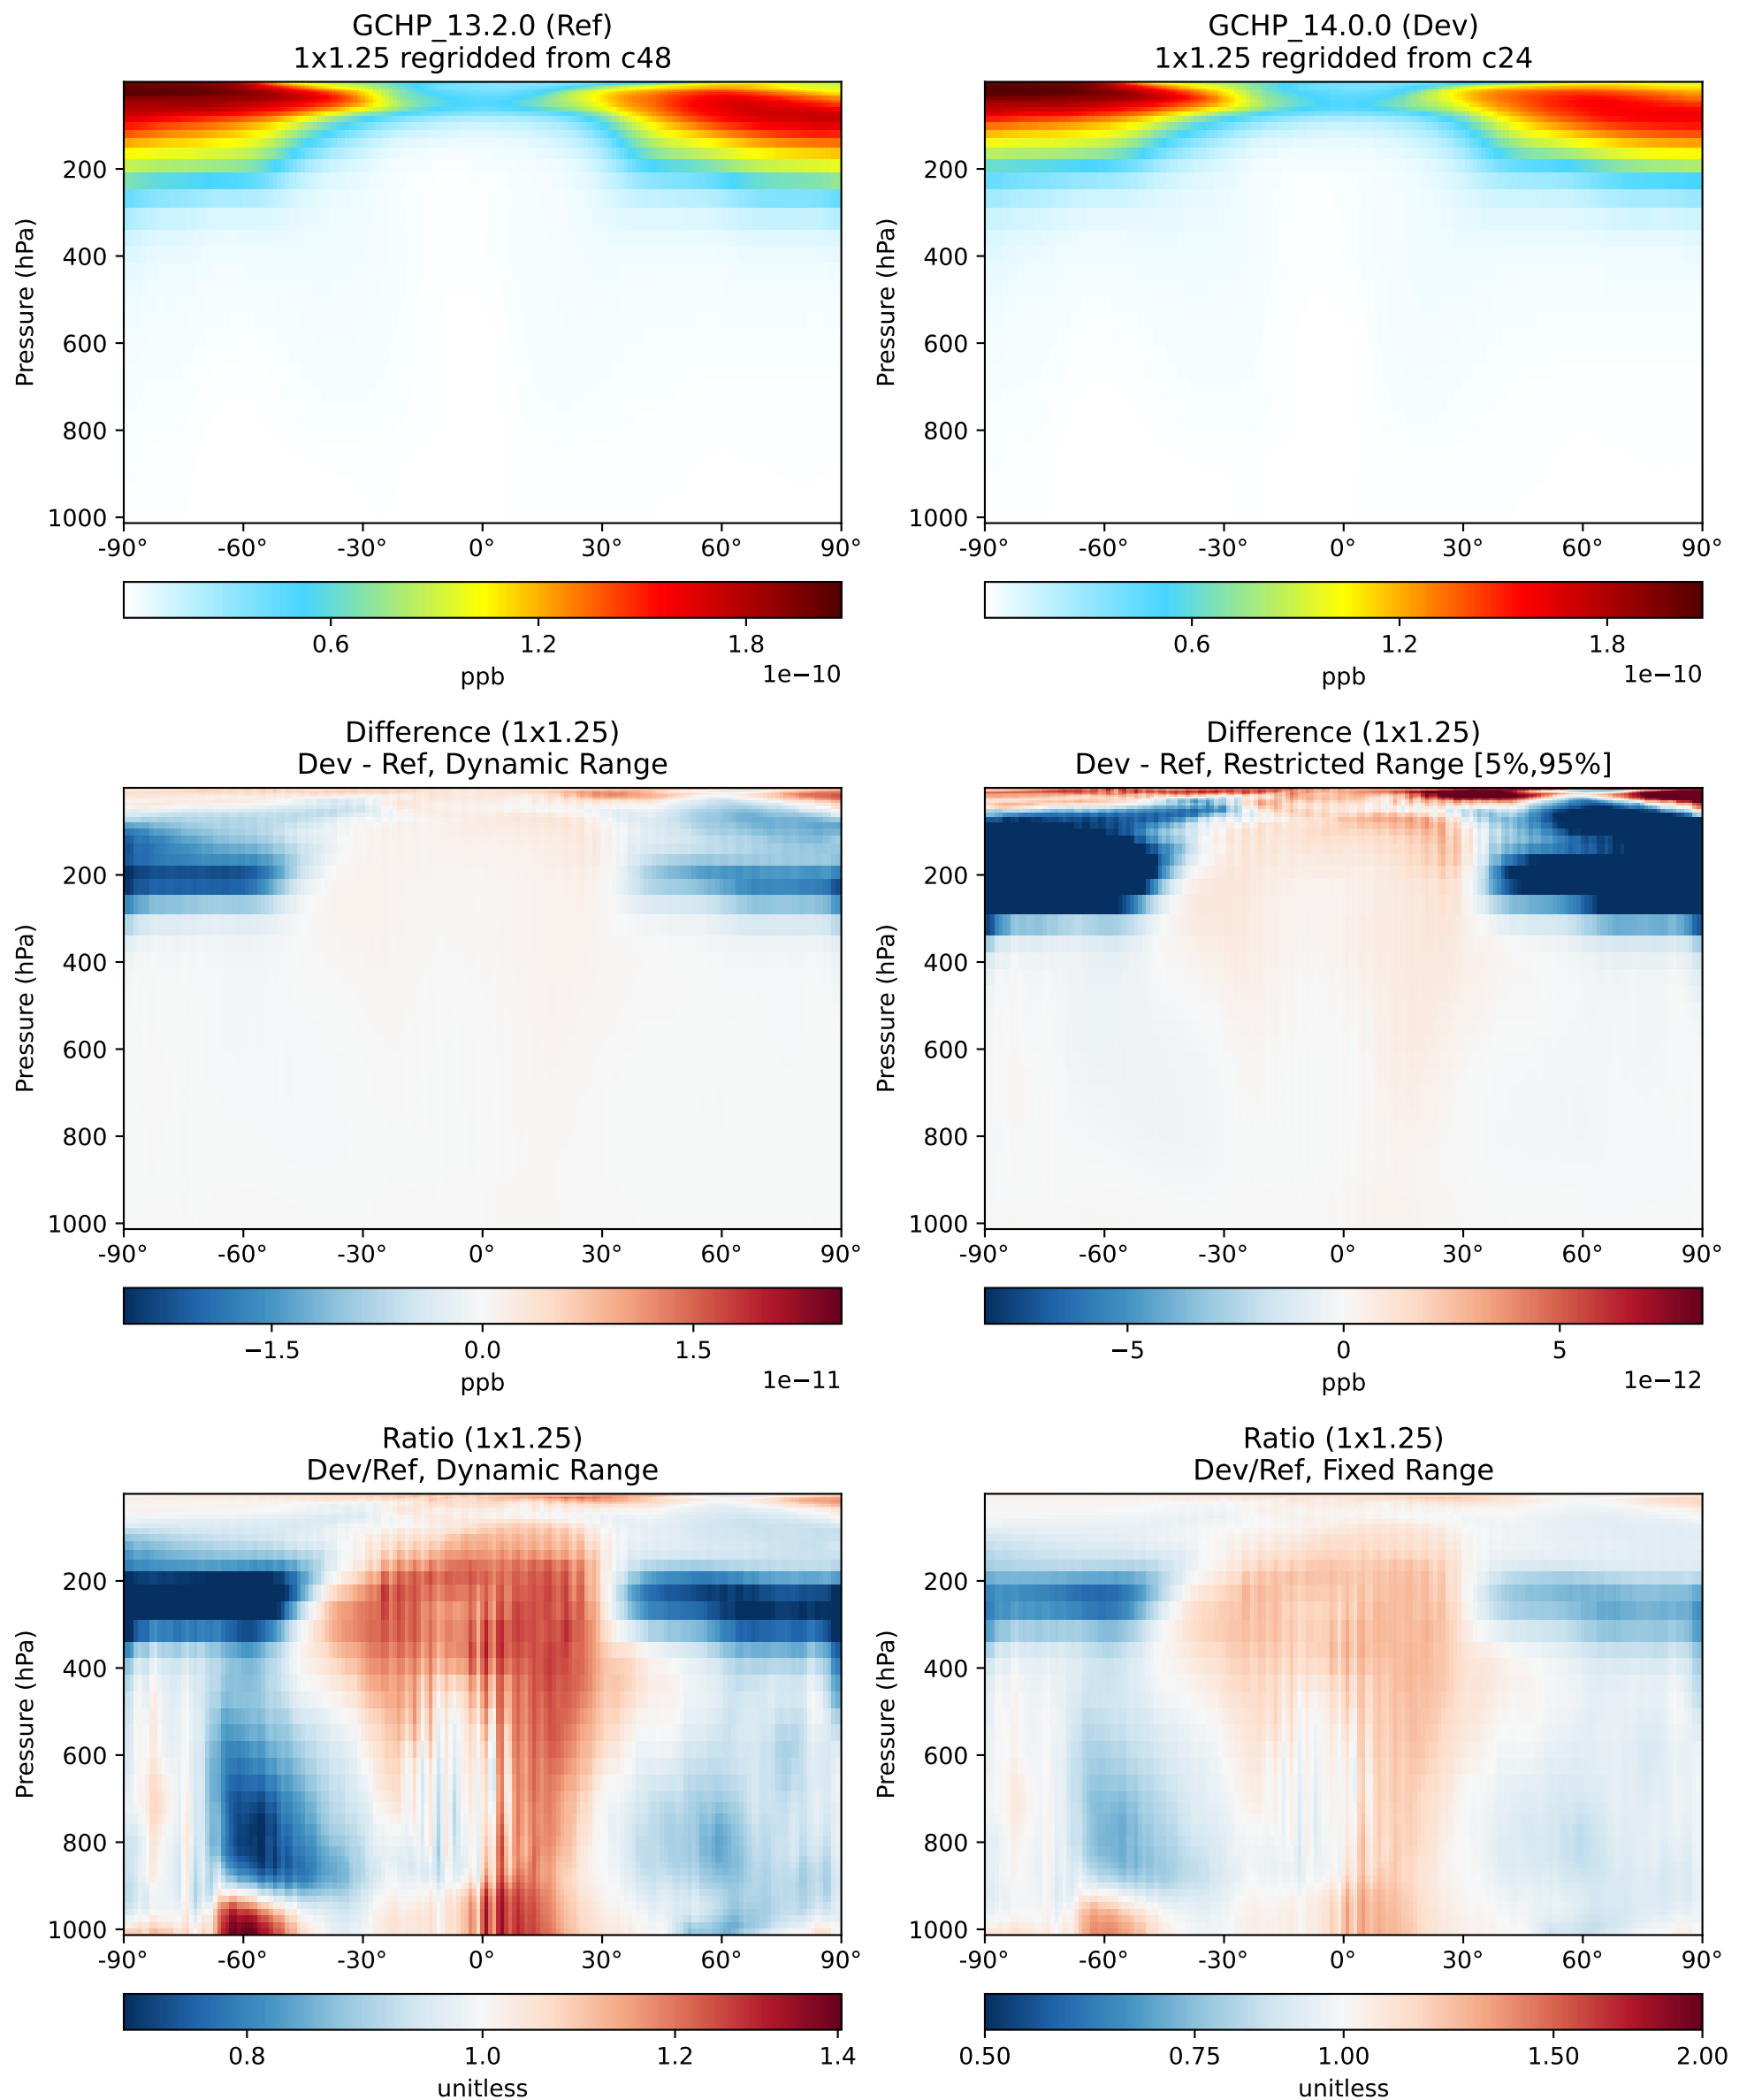 GCHP_13.2.0 (Ref)
1x1.25 regridded from c48
Pressure (hPa)
200
400
600
800
1000
-90° -60° -30° 0° 30° 60° 90°
0.6 1.2 1.8
ppb
1e−10
GCHP_14.0.0 (Dev)
1x1.25 regridded from c24
Pressure (hPa)
200
400
600
800
1000
-90° -60° -30° 0° 30° 60° 90°
0.6 1.2 1.8
ppb
1e−10
Difference (1x1.25)
Dev - Ref, Dynamic Range
Pressure (hPa)
200
400
600
800
1000
-90° -60° -30° 0° 30° 60° 90°
−1.5 0.0 1.5
ppb
1e−11
Difference (1x1.25)
Dev - Ref, Restricted Range [5%,95%]
Pressure (hPa)
200
400
600
800
1000
-90° -60° -30° 0° 30° 60° 90°
−5 0 5
ppb
1e−12
Ratio (1x1.25)
Dev/Ref, Dynamic Range
Pressure (hPa)
200
400
600
800
1000
-90° -60° -30° 0° 30° 60° 90°
0.8 1.0 1.2 1.4
unitless
Ratio (1x1.25)
Dev/Ref, Fixed Range
Pressure (hPa)
200
400
600
800
1000
-90° -60° -30° 0° 30° 60° 90°
0.50 0.75 1.00 1.50 2.00
unitless